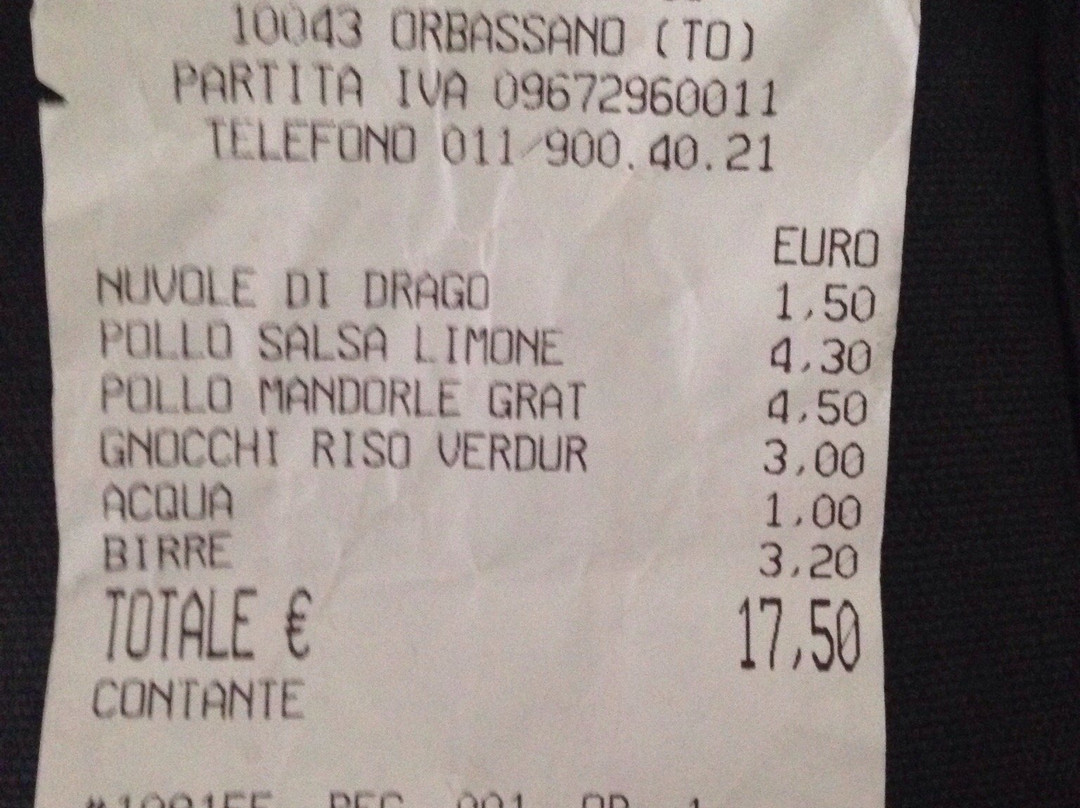 10043 ORBASSANO (TO)
PARTITA IVA 09672960011
TELEFONO 011/900.40.21
EURO
NUVOLE DI DRAGO 1,50
POLLO SALSA LIMONE 4,30
POLLO MANDORLE GRAT 4,50
GNOCCHI RISO VERDUR 3,00
ACQUA 1,00
BIRRE 3,20
TOTALE € 17,50
CONTANTE